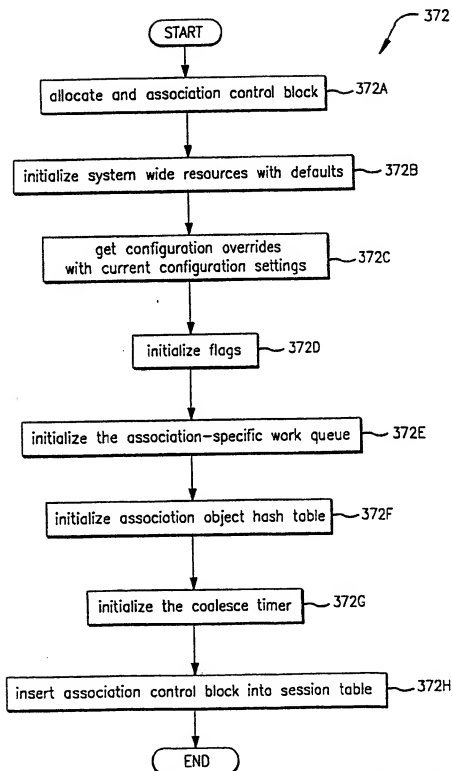 372
START
allocate and association control block
372A
initialize system wide resources with defaults
372B
get configuration overrides
with current configuration settings
372C
initialize flags
372D
initialize the association-specific work queue
372E
initialize association object hash table
372F
initialize the coalesce timer
372G
insert association control block into session table
372H
END